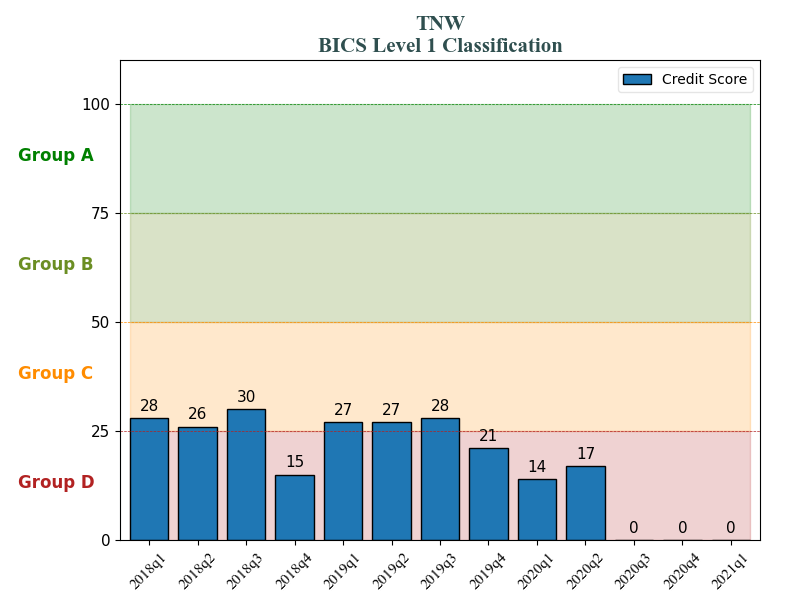 TNW
BICS Level 1 Classification
Credit Score
100
Group A
75
Group B
50
Group C
25
Group D
0
28
26
30
15
27
27
28
21
14
17
0
0
0
2018q1
2018q2
2018q3
2018q4
2019q1
2019q2
2019q3
2019q4
2020q1
2020q2
2020q3
2020q4
2021q1